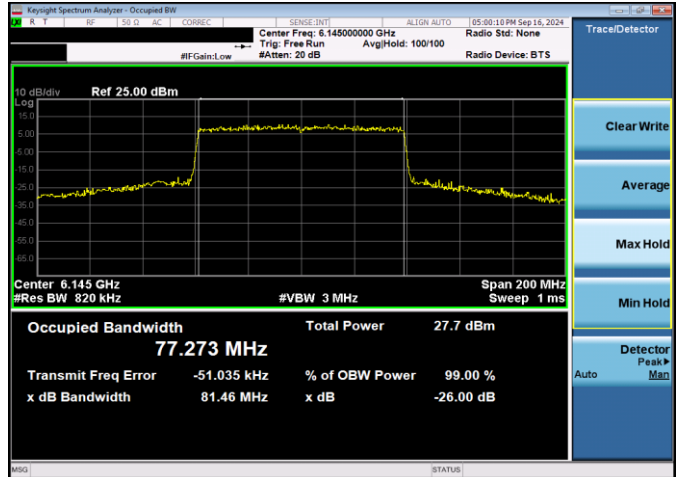 Keysight Spectrum Analyzer - Occupied BW
R T RF 50 Ω AC CORREC SENSE:INT ALIGN AUTO 05:00:10 PM Sep 16, 2024
Center Freq: 6.145000000 GHz Radio Std: None
Trig: Free Run Avg|Hold: 100/100
#IFGain:Low #Atten: 20 dB Radio Device: BTS
Trace/Detector
10 dB/div Ref 25.00 dBm
Log
15.0
5.00
-5.00
-15.0
-25.0
-35.0
-45.0
-55.0
-65.0
Center 6.145 GHz Span 200 MHz
#Res BW 820 kHz #VBW 3 MHz Sweep 1 ms
Occupied Bandwidth Total Power 27.7 dBm
77.273 MHz
Transmit Freq Error -51.035 kHz % of OBW Power 99.00 %
x dB Bandwidth 81.46 MHz x dB -26.00 dB
Clear Write
Average
Max Hold
Min Hold
Detector
Peak▶
Auto Man
MSG STATUS